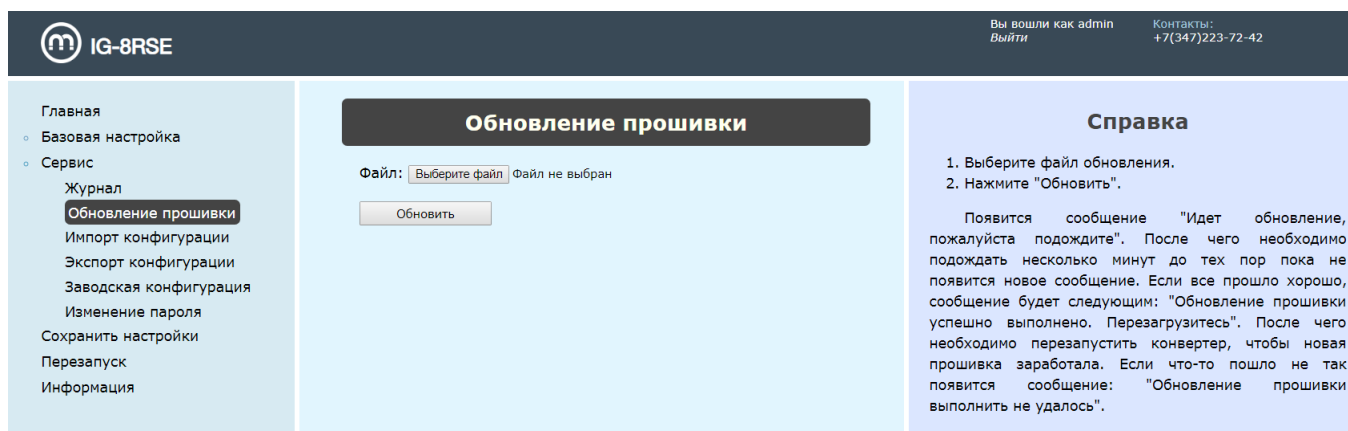 m IG-8RSE
Вы вошли как admin
Выйти
Контакты:
+7(347)223-72-42
Главная
Базовая настройка
Сервис
Журнал
Обновление прошивки
Импорт конфигурации
Экспорт конфигурации
Заводская конфигурация
Изменение пароля
Сохранить настройки
Перезапуск
Информация
Обновление прошивки
Файл: Выберите файл Файл не выбран
Обновить
Справка
1. Выберите файл обновления.
2. Нажмите "Обновить".
Появится сообщение "Идет обновление,
пожалуйста подождите". После чего необходимо
подождать несколько минут до тех пор пока не
появится новое сообщение. Если все прошло хорошо,
сообщение будет следующим: "Обновление прошивки
успешно выполнено. Перезагрузитесь". После чего
необходимо перезапустить конвертер, чтобы новая
прошивка заработала. Если что-то пошло не так
появится сообщение: "Обновление прошивки
выполнить не удалось".